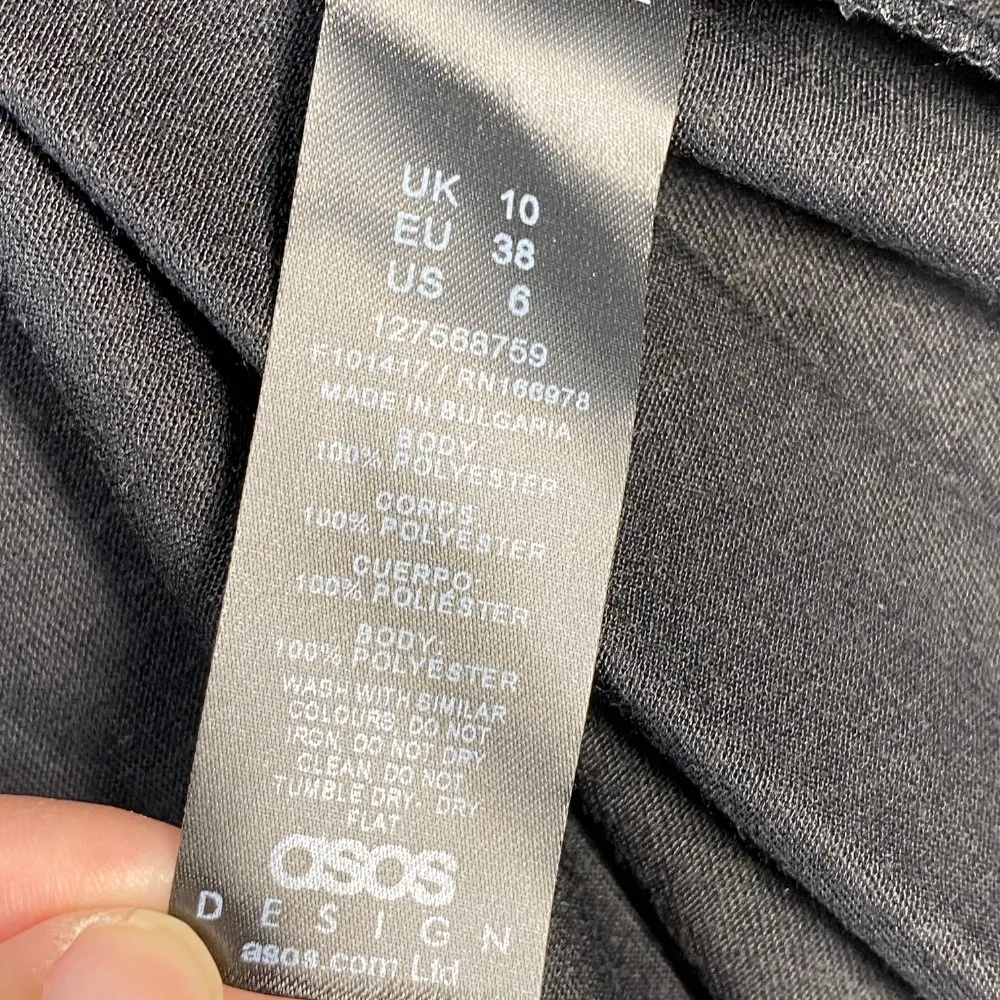 UK 10
EU 38
US 6
127568759
F101417 / RN166978
MADE IN BULGARIA
BODY-
100% POLYESTER
CORPS
100% POLYESTER
CUERPO-
100% POLIESTER
BODY-
100% POLYESTER
WASH WITH SIMILAR
COLOURS, DO NOT
IRON, DO NOT DRY
CLEAN, DO NOT
TUMBLE DRY- DRY
FLAT
asos
DESIGN
asos.com Ltd